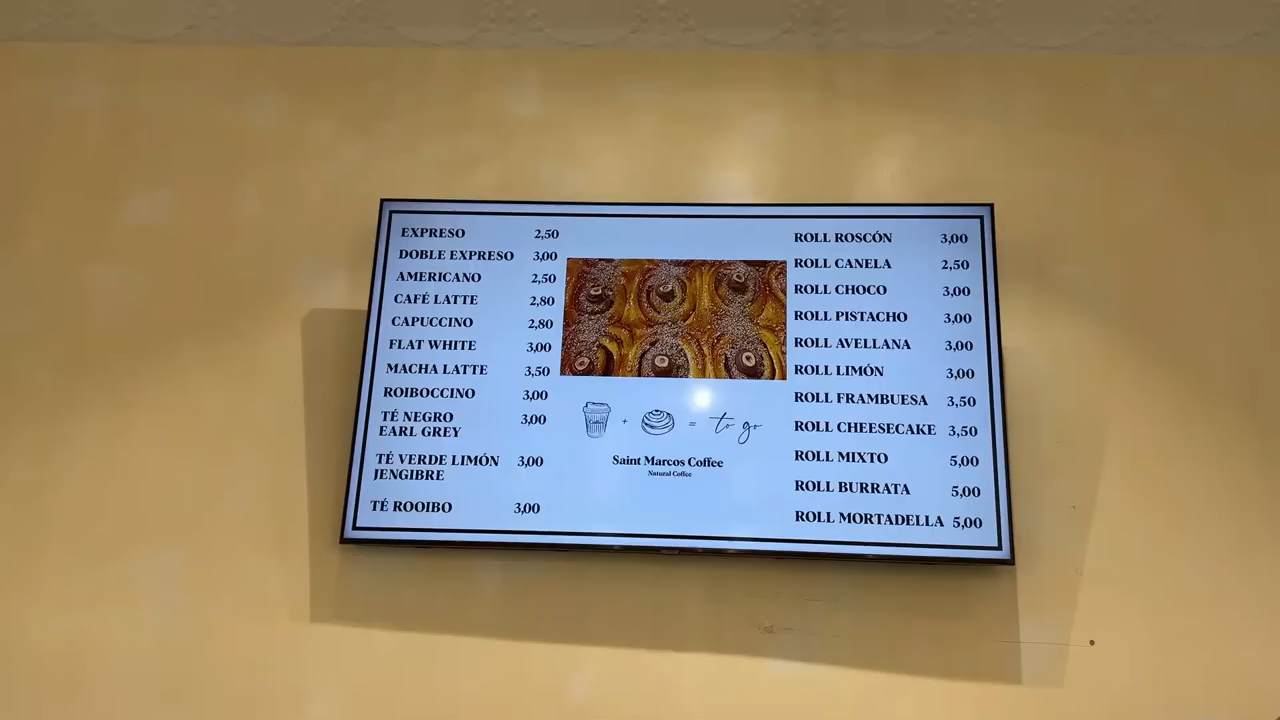 EXPRESO 2,50
DOBLE EXPRESO 3,00
AMERICANO 2,50
CAFÉ LATTE 2,80
CAPUCCINO 2,80
FLAT WHITE 3,00
MACHA LATTE 3,50
ROIBOCCINO 3,00
TÉ NEGRO 3,00
EARL GREY
TÉ VERDE LIMÓN 3,00
JENGIBRE
TÉ ROOIBO 3,00
+ = to go
Saint Marcos Coffee
Natural Coffee
ROLL ROSCÓN 3,00
ROLL CANELA 2,50
ROLL CHOCO 3,00
ROLL PISTACHO 3,00
ROLL AVELLANA 3,00
ROLL LIMÓN 3,00
ROLL FRAMBUESA 3,50
ROLL CHEESECAKE 3,50
ROLL MIXTO 5,00
ROLL BURRATA 5,00
ROLL MORTADELLA 5,00